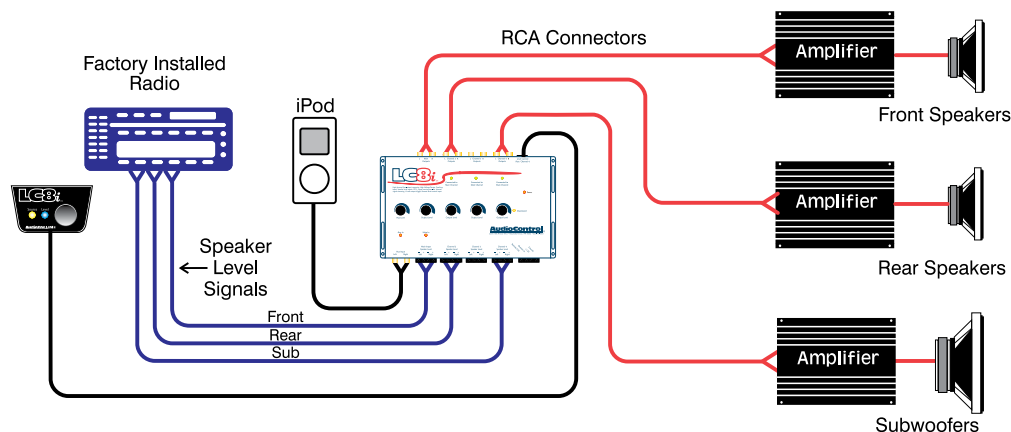 RCA Connectors
Amplifier
Front Speakers
Factory Installed
Radio
iPod
LC8i
LC8i
AudioControl
Amplifier
Rear Speakers
Speaker
Level
Signals
Front
Rear
Sub
Amplifier
Subwoofers